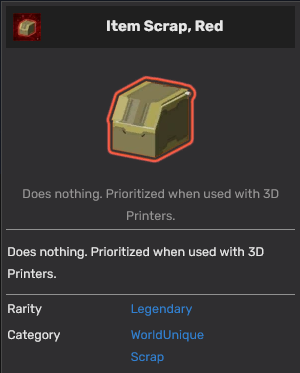 Item Scrap, Red
Does nothing. Prioritized when used with 3D
Printers.
Does nothing. Prioritized when used with 3D
Printers.
Rarity Legendary
Category WorldUnique
Scrap